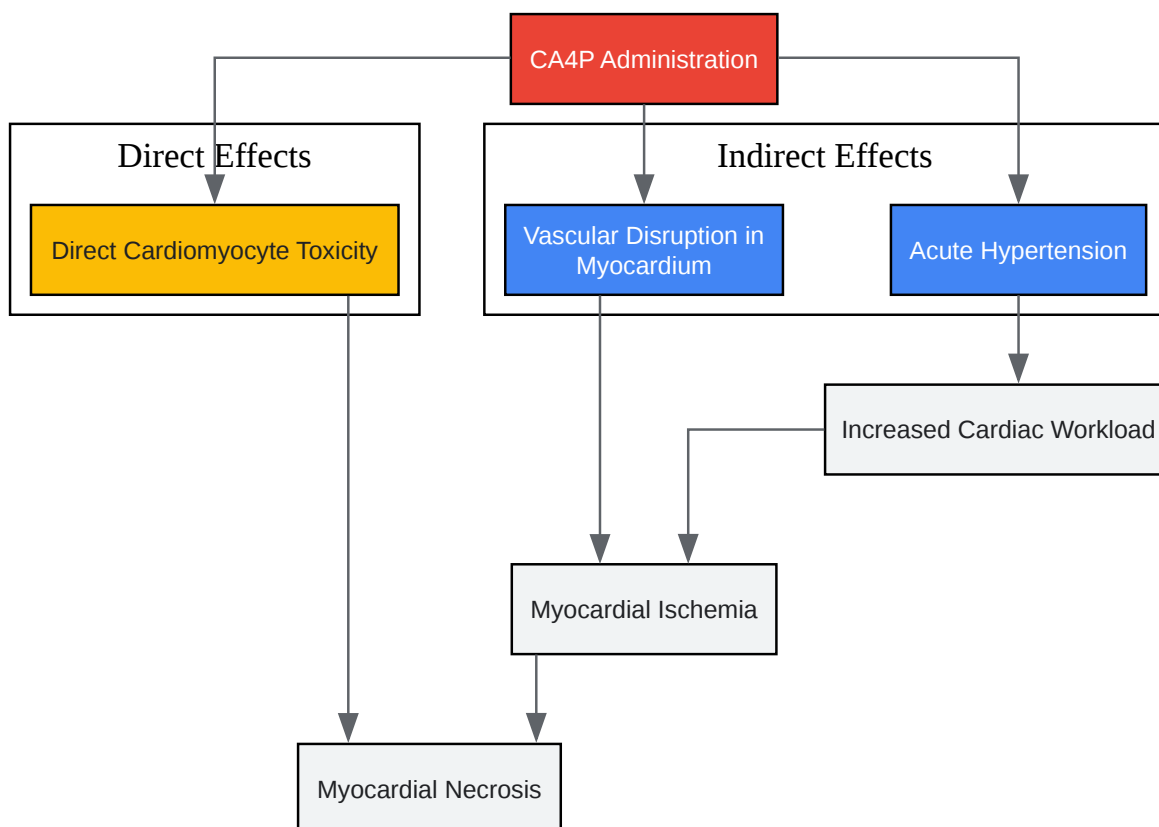 CA4P Administration
Direct Effects
Indirect Effects
Direct Cardiomyocyte Toxicity
Vascular Disruption in
Myocardium
Acute Hypertension
Increased Cardiac Workload
Myocardial Ischemia
Myocardial Necrosis